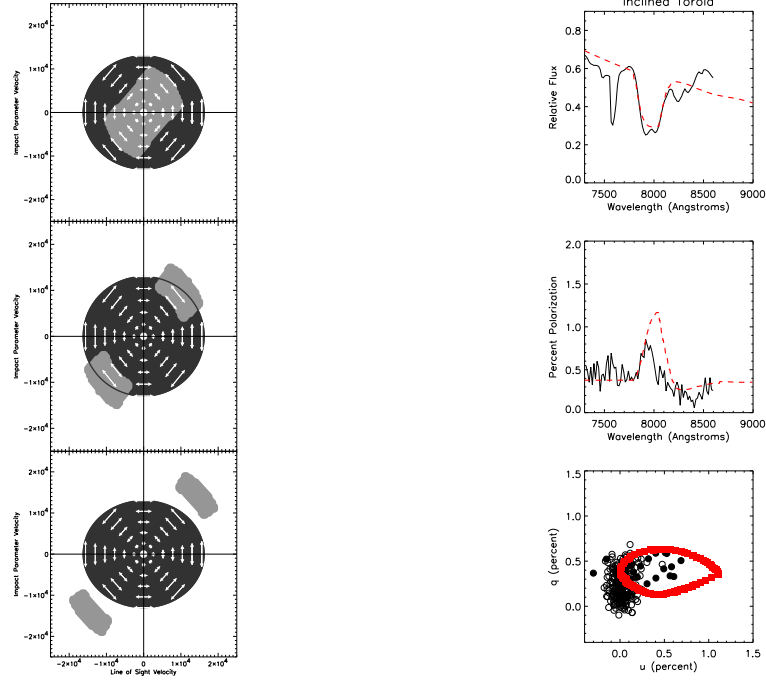 Inclined Toroid
2×10⁴
1×10⁴
0
−1×10⁴
−2×10⁴
Impact Parameter Velocity
2×10⁴
1×10⁴
0
−1×10⁴
−2×10⁴
Impact Parameter Velocity
2×10⁴
1×10⁴
0
−1×10⁴
−2×10⁴
Impact Parameter Velocity
−2×10⁴ −1×10⁴ 0 1×10⁴ 2×10⁴
Line of Sight Velocity
0.8
0.6
0.4
0.2
0.0
Relative Flux
7500 8000 8500 9000
Wavelength (Angstroms)
2.0
1.5
1.0
0.5
0.0
Percent Polarization
7500 8000 8500 9000
Wavelength (Angstroms)
1.5
1.0
0.5
0.0
q (percent)
0.0 0.5 1.0 1.5
u (percent)